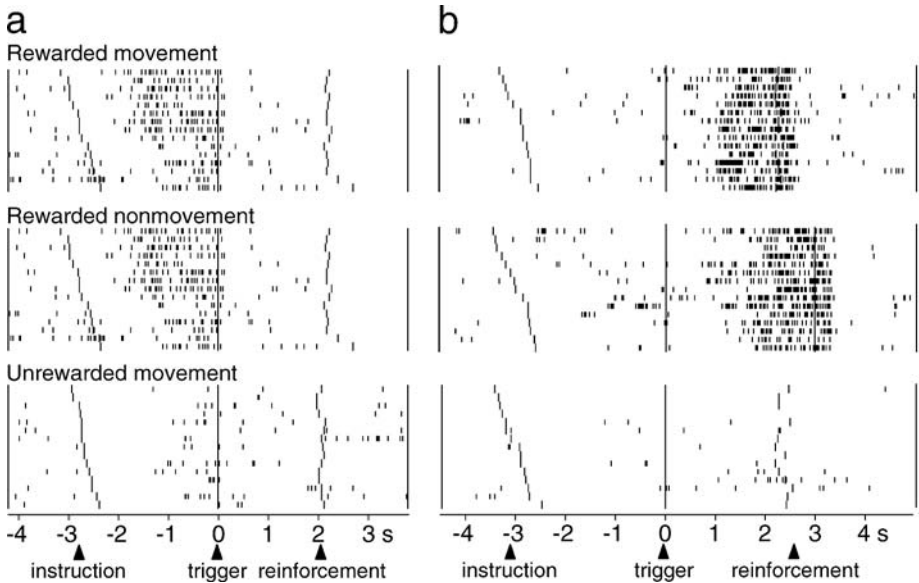 a
b
Rewarded movement
Rewarded nonmovement
Unrewarded movement
-4 -3 -2 -1 0 1 2 3 s
-4 -3 -2 -1 0 1 2 3 4 s
instruction trigger reinforcement
instruction trigger reinforcement